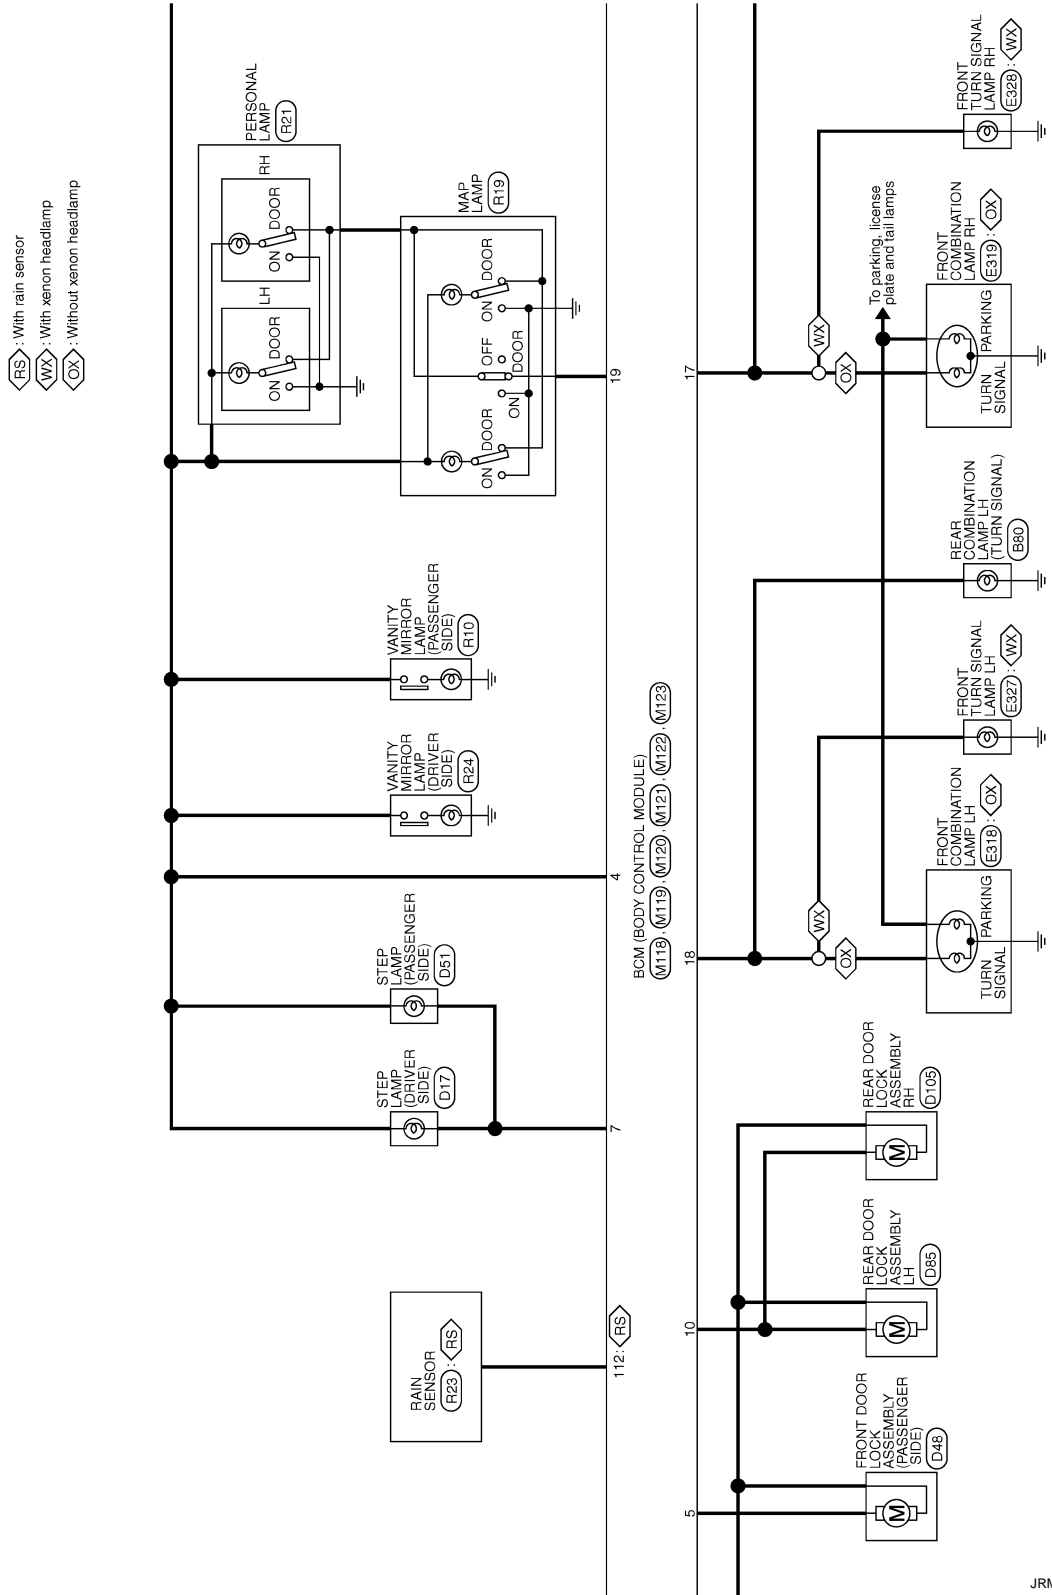 RS : With rain sensor
WX : With xenon headlamp
OX : Without xenon headlamp
RAIN
SENSOR
R23 : RS
112: RS
STEP
LAMP
(DRIVER
SIDE)
D17
7
STEP
LAMP
(PASSENGER
SIDE)
D51
4
VANITY
MIRROR
LAMP
(DRIVER
SIDE)
R24
VANITY
MIRROR
LAMP
(PASSENGER
SIDE)
R10
PERSONAL
LAMP
R21
LH
ON
DOOR
RH
ON
DOOR
MAP
LAMP
R19
ON
DOOR
ON
OFF
DOOR
ON
DOOR
19
BCM (BODY CONTROL MODULE)
M118 , M119 , M120 , M121 , M122 , M123
5
M
FRONT DOOR
LOCK
ASSEMBLY
(PASSENGER
SIDE)
D48
10
M
REAR DOOR
LOCK
ASSEMBLY
LH
D85
M
REAR DOOR
LOCK
ASSEMBLY
RH
D105
18
WX
OX
FRONT
COMBINATION
LAMP LH
E318 : OX
TURN
SIGNAL
PARKING
FRONT
TURN SIGNAL
LAMP LH
E327 : WX
REAR
COMBINATION
LAMP LH
(TURN SIGNAL)
B80
17
WX
OX
To parking, license
plate and tail lamps
FRONT
COMBINATION
LAMP RH
E319 : OX
TURN
SIGNAL
PARKING
FRONT
TURN SIGNAL
LAMP RH
E328 : WX
JRM